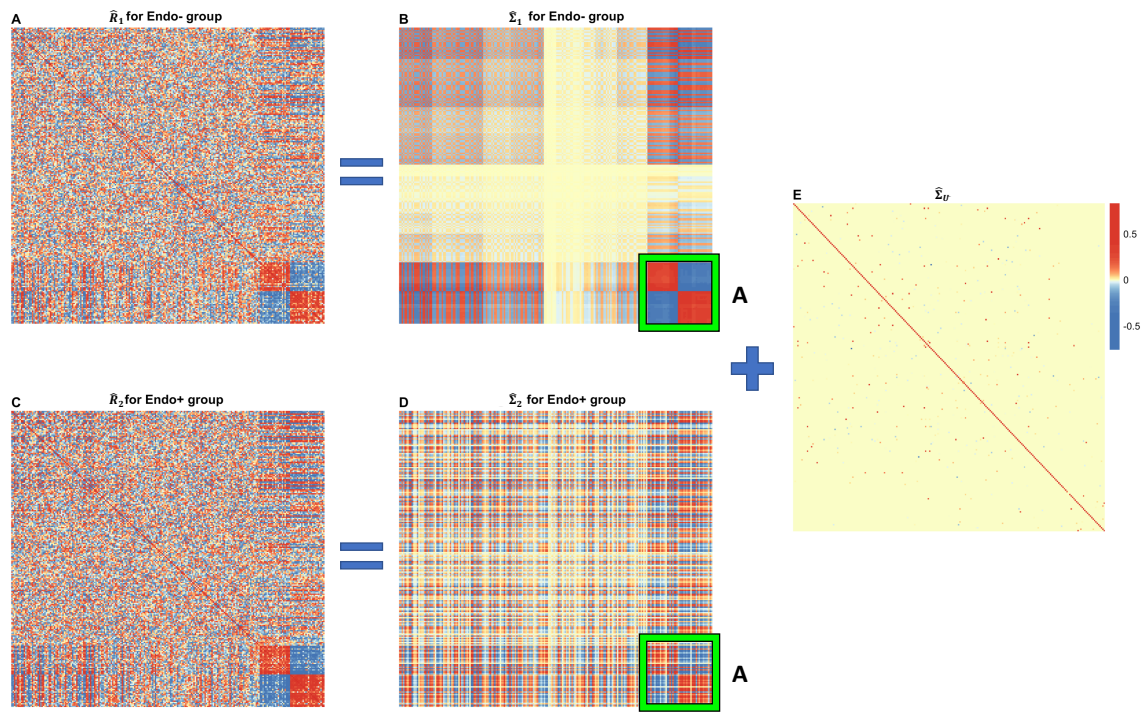 A
R̂₁ for Endo- group
B
Σ̂₁ for Endo- group
A
E
Σ̂_U
0.5
0
-0.5
C
R̂₂ for Endo+ group
D
Σ̂₂ for Endo+ group
A